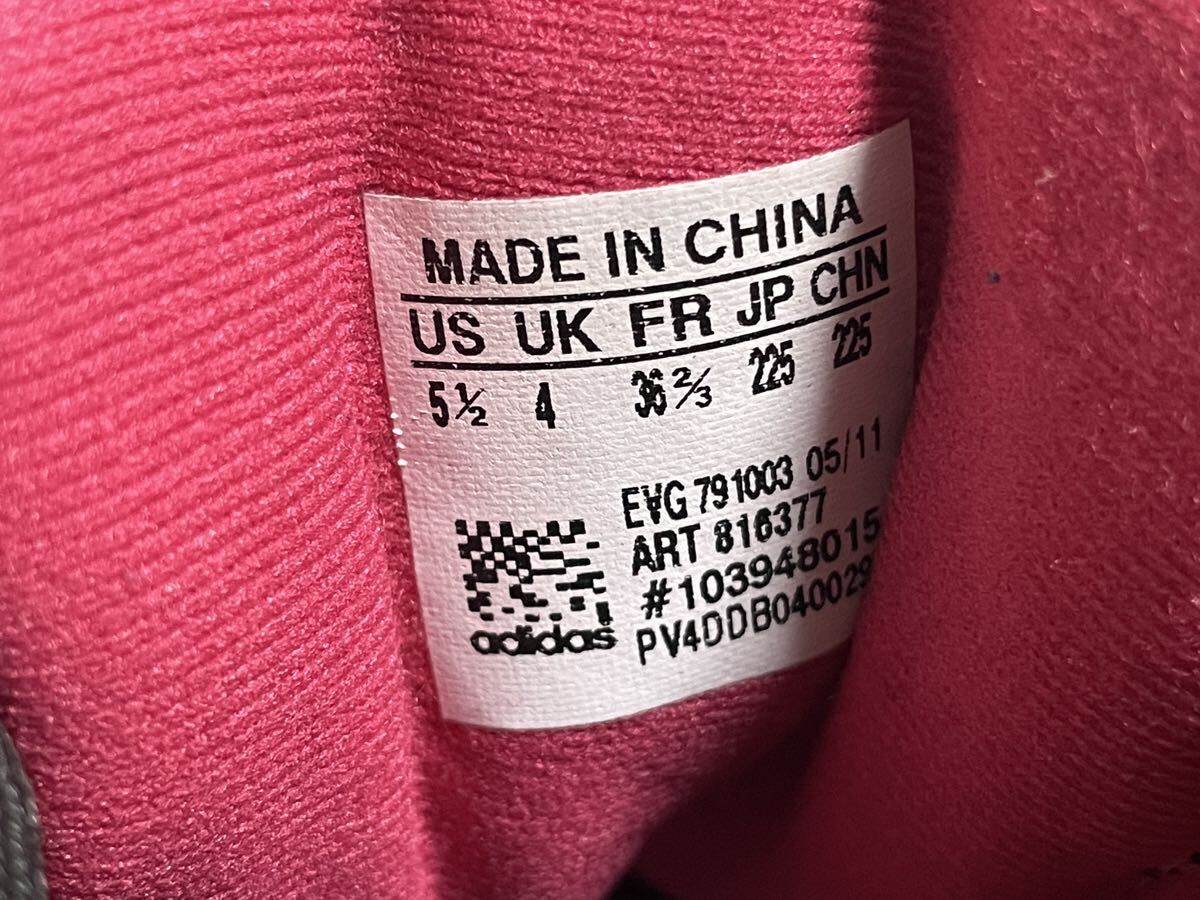 MADE IN CHINA
US UK FR JP CHN
5½ 4 36⅔ 225 225
EVG 791003 05/11
ART 816377
#103948015
PV4DDB040029
adidas